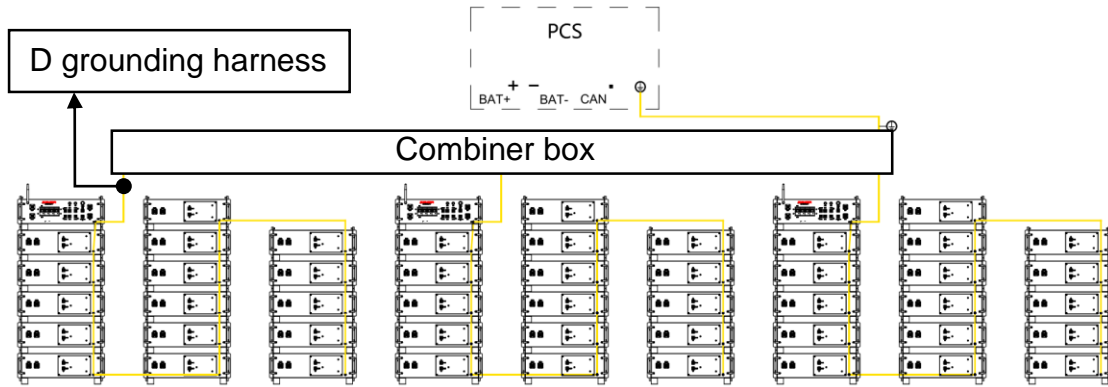 PCS
D grounding harness
+ -
BAT+ BAT- CAN
Combiner box